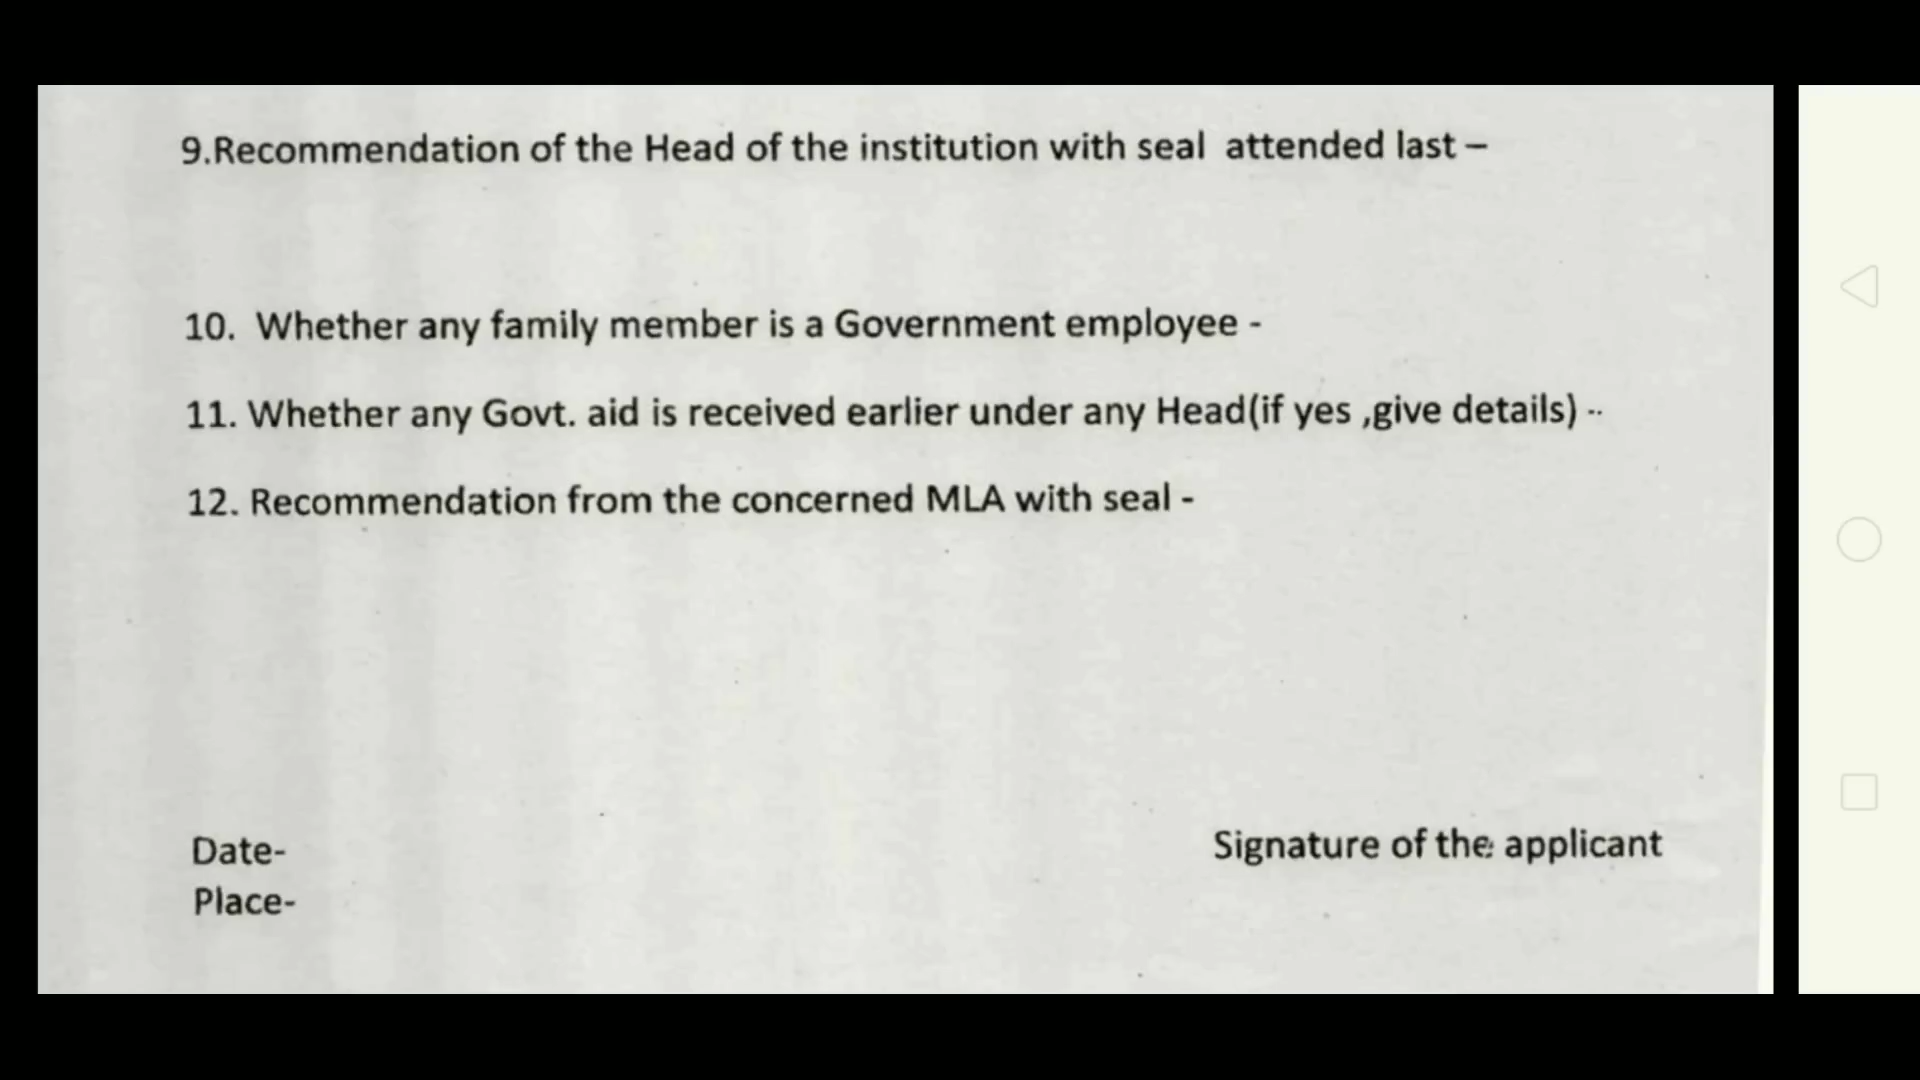 9.Recommendation of the Head of the institution with seal attended last –
10. Whether any family member is a Government employee -
11. Whether any Govt. aid is received earlier under any Head(if yes ,give details) --
12. Recommendation from the concerned MLA with seal -
Date-
Signature of the applicant
Place-